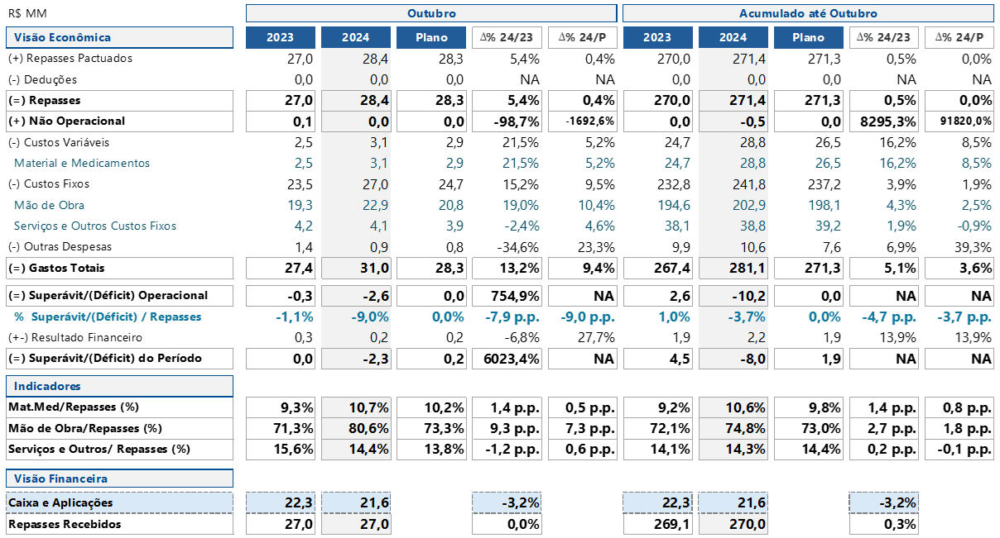 R$ MM Outubro Acumulado até Outubro
Visão Econômica 2023 2024 Plano Δ% 24/23 Δ% 24/P 2023 2024 Plano Δ% 24/23 Δ% 24/P
(+) Repasses Pactuados 27,0 28,4 28,3 5,4% 0,4% 270,0 271,4 271,3 0,5% 0,0%
(-) Deduções 0,0 0,0 0,0 NA NA 0,0 0,0 0,0 NA NA
(=) Repasses 27,0 28,4 28,3 5,4% 0,4% 270,0 271,4 271,3 0,5% 0,0%
(+) Não Operacional 0,1 0,0 0,0 -98,7% -1692,6% 0,0 -0,5 0,0 8295,3% 91820,0%
(-) Custos Variáveis 2,5 3,1 2,9 21,5% 5,2% 24,7 28,8 26,5 16,2% 8,5%
Material e Medicamentos 2,5 3,1 2,9 21,5% 5,2% 24,7 28,8 26,5 16,2% 8,5%
(-) Custos Fixos 23,5 27,0 24,7 15,2% 9,5% 232,8 241,8 237,2 3,9% 1,9%
Mão de Obra 19,3 22,9 20,8 19,0% 10,4% 194,6 202,9 198,1 4,3% 2,5%
Serviços e Outros Custos Fixos 4,2 4,1 3,9 -2,4% 4,6% 38,1 38,8 39,2 1,9% -0,9%
(-) Outras Despesas 1,4 0,9 0,8 -34,6% 23,3% 9,9 10,6 7,6 6,9% 39,3%
(=) Gastos Totais 27,4 31,0 28,3 13,2% 9,4% 267,4 281,1 271,3 5,1% 3,6%
(=) Superávit/(Déficit) Operacional -0,3 -2,6 0,0 754,9% NA 2,6 -10,2 0,0 NA NA
% Superávit/(Déficit) / Repasses -1,1% -9,0% 0,0% -7,9 p.p. -9,0 p.p. 1,0% -3,7% 0,0% -4,7 p.p. -3,7 p.p.
(+-) Resultado Financeiro 0,3 0,2 0,2 -6,8% 27,7% 1,9 2,2 1,9 13,9% 13,9%
(=) Superávit/(Déficit) do Período 0,0 -2,3 0,2 6023,4% NA 4,5 -8,0 1,9 NA NA
Indicadores
Mat.Med/Repasses (%) 9,3% 10,7% 10,2% 1,4 p.p. 0,5 p.p. 9,2% 10,6% 9,8% 1,4 p.p. 0,8 p.p.
Mão de Obra/Repasses (%) 71,3% 80,6% 73,3% 9,3 p.p. 7,3 p.p. 72,1% 74,8% 73,0% 2,7 p.p. 1,8 p.p.
Serviços e Outros/ Repasses (%) 15,6% 14,4% 13,8% -1,2 p.p. 0,6 p.p. 14,1% 14,3% 14,4% 0,2 p.p. -0,1 p.p.
Visão Financeira
Caixa e Aplicações 22,3 21,6 -3,2% 22,3 21,6 -3,2%
Repasses Recebidos 27,0 27,0 0,0% 269,1 270,0 0,3%